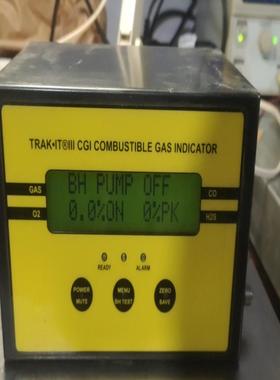 TRAK•IT®III CGI COMBUSTIBLE GAS INDICATOR
BH PUMP OFF
GAS CO
0.0%ON 0%PK
O2 H2S
READY ALARM
POWER MENU ZERO
MUTE BH TEST SAVE